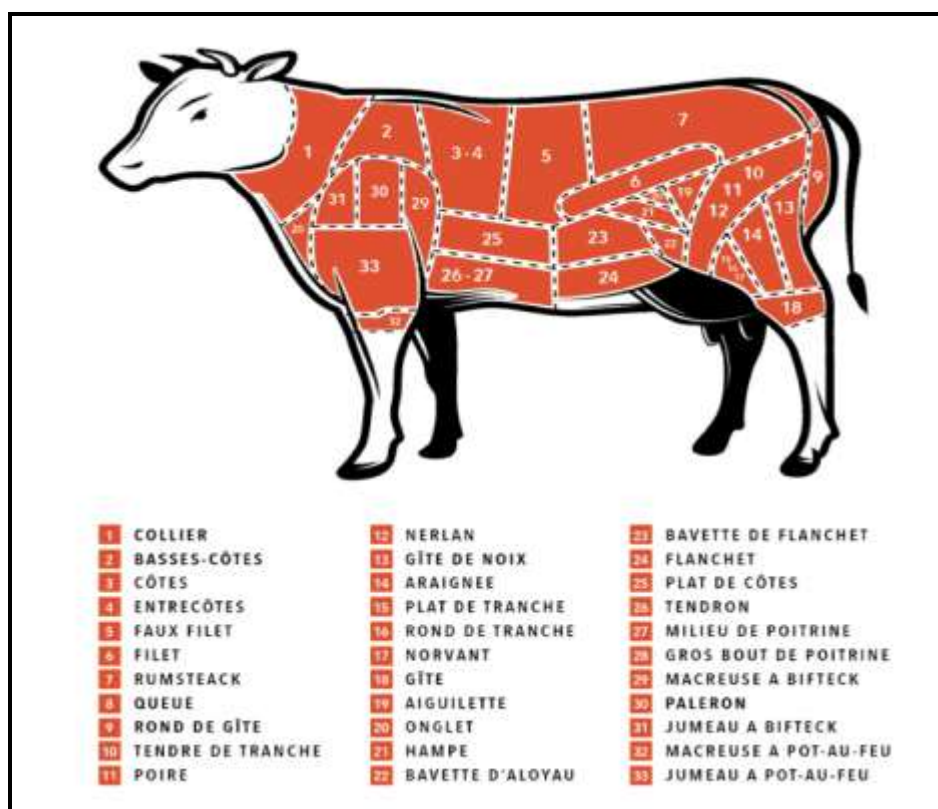 1
2
3 - 4
5
7
6
31
30
29
19
10
11
12
9
13
14
20
25
23
21
22
33
26 - 27
24
18
32
1 COLLIER
2 BASSES-CÔTES
3 CÔTES
4 ENTRECÔTES
5 FAUX FILET
6 FILET
7 RUMSTEACK
8 QUEUE
9 ROND DE GÎTE
10 TENDRE DE TRANCHE
11 POIRE
12 NERLAN
13 GÎTE DE NOIX
14 ARAIGNEE
15 PLAT DE TRANCHE
16 ROND DE TRANCHE
17 NORVANT
18 GÎTE
19 AIGUILETTE
20 ONGLET
21 HAMPE
22 BAVETTE D'ALOYAU
23 BAVETTE DE FLANCHET
24 FLANCHET
25 PLAT DE CÔTES
26 TENDRON
27 MILIEU DE POITRINE
28 GROS BOUT DE POITRINE
29 MACREUSE A BIFTECK
30 PALERON
31 JUMEAU A BIFTECK
32 MACREUSE A POT-AU-FEU
33 JUMEAU A POT-AU-FEU